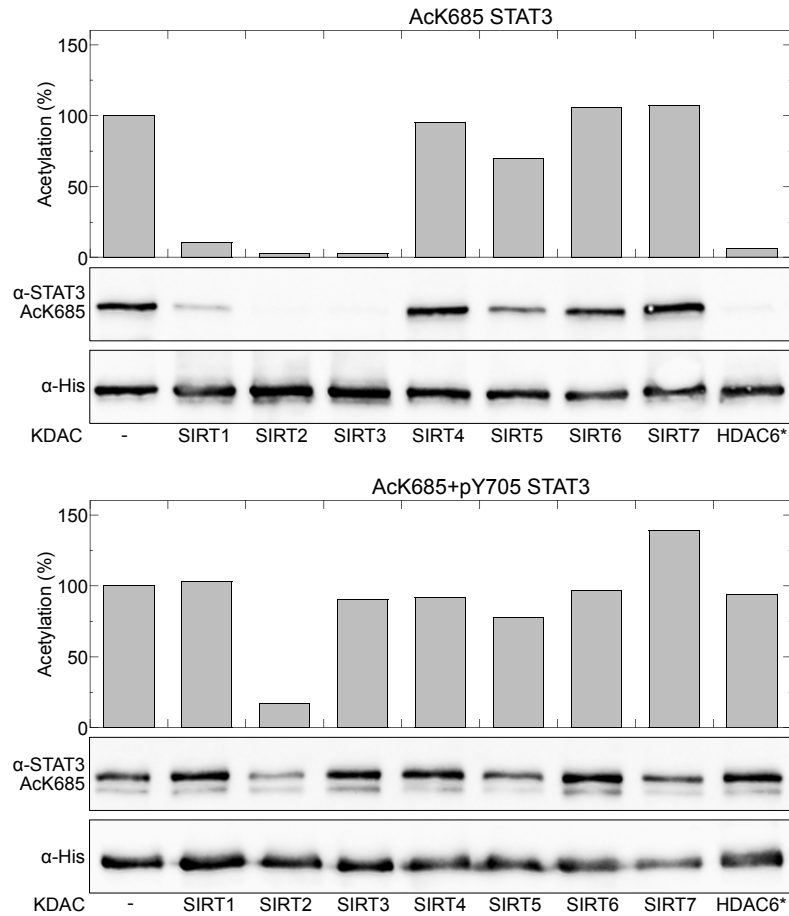 AcK685 STAT3
150
100
50
0
Acetylation (%)
α-STAT3
AcK685
α-His
KDAC - SIRT1 SIRT2 SIRT3 SIRT4 SIRT5 SIRT6 SIRT7 HDAC6*
AcK685+pY705 STAT3
150
100
50
0
Acetylation (%)
α-STAT3
AcK685
α-His
KDAC - SIRT1 SIRT2 SIRT3 SIRT4 SIRT5 SIRT6 SIRT7 HDAC6*